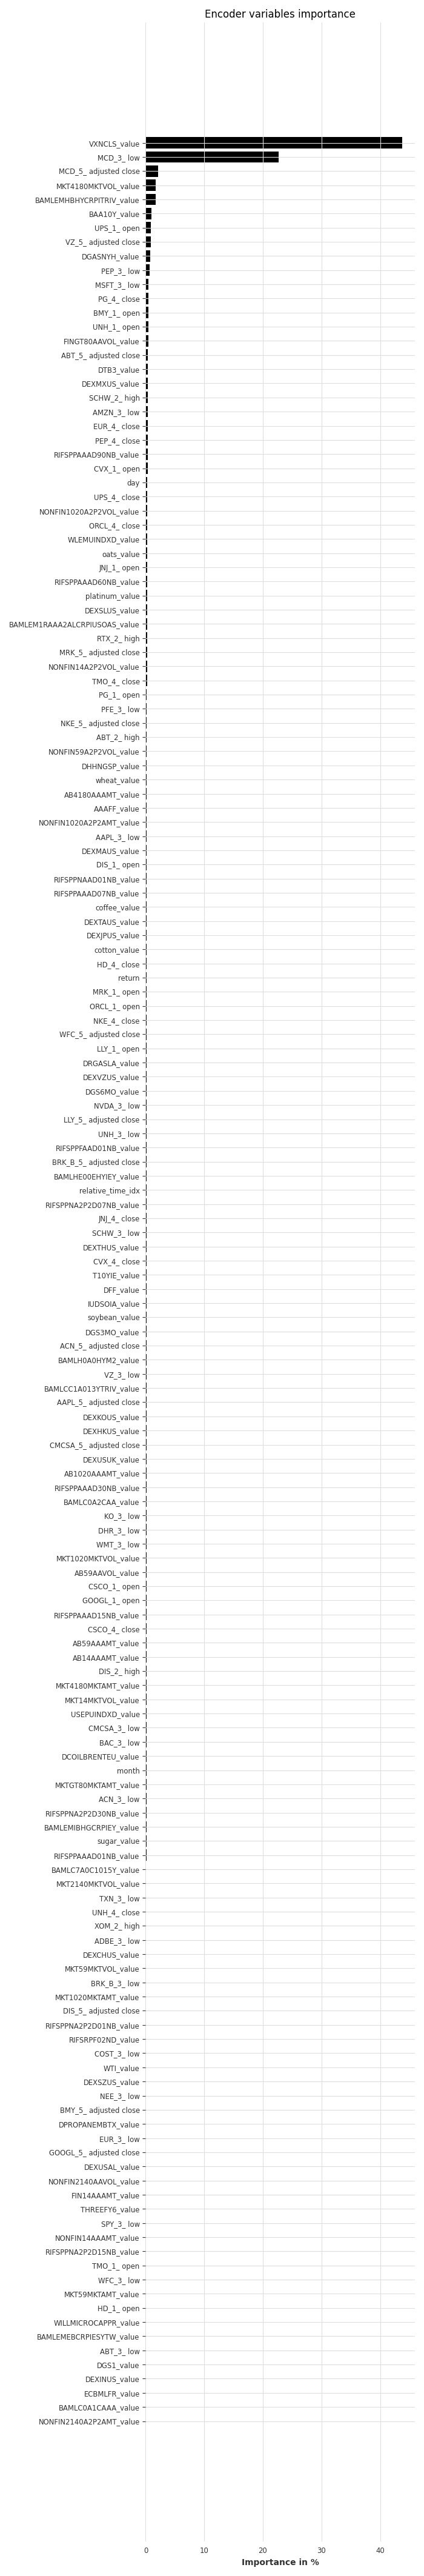 Encoder variables importance
VXNCLS_value
MCD_3_ low
MCD_5_ adjusted close
MKT4180MKTVOL_value
BAMLEMHBHYCRPITRIV_value
BAA10Y_value
UPS_1_ open
VZ_5_ adjusted close
DGASNYH_value
PEP_3_ low
MSFT_3_ low
PG_4_ close
BMY_1_ open
UNH_1_ open
FINGT80AAVOL_value
ABT_5_ adjusted close
DTB3_value
DEXMXUS_value
SCHW_2_ high
AMZN_3_ low
EUR_4_ close
PEP_4_ close
RIFSPPAAAD90NB_value
CVX_1_ open
day
UPS_4_ close
NONFIN1020A2P2VOL_value
ORCL_4_ close
WLEMUINDXD_value
oats_value
JNJ_1_ open
RIFSPPAAAD60NB_value
platinum_value
DEXSLUS_value
BAMLEM1RAAA2ALCRPIUSOAS_value
RTX_2_ high
MRK_5_ adjusted close
NONFIN14A2P2VOL_value
TMO_4_ close
PG_1_ open
PFE_3_ low
NKE_5_ adjusted close
ABT_2_ high
NONFIN59A2P2VOL_value
DHHNGSP_value
wheat_value
AB4180AAAMT_value
AAAFF_value
NONFIN1020A2P2AMT_value
AAPL_3_ low
DEXMAUS_value
DIS_1_ open
RIFSPPNAAD01NB_value
RIFSPPAAAD07NB_value
coffee_value
DEXTAUS_value
DEXJPUS_value
cotton_value
HD_4_ close
return
MRK_1_ open
ORCL_1_ open
NKE_4_ close
WFC_5_ adjusted close
LLY_1_ open
DRGASLA_value
DEXVZUS_value
DGS6MO_value
NVDA_3_ low
LLY_5_ adjusted close
UNH_3_ low
RIFSPPFAAD01NB_value
BRK_B_5_ adjusted close
BAMLHE00EHYIEY_value
relative_time_idx
RIFSPPNA2P2D07NB_value
JNJ_4_ close
SCHW_3_ low
DEXTHUS_value
CVX_4_ close
T10YIE_value
DFF_value
IUDSOIA_value
soybean_value
DGS3MO_value
ACN_5_ adjusted close
BAMLH0A0HYM2_value
VZ_3_ low
BAMLCC1A013YTRIV_value
AAPL_5_ adjusted close
DEXKOUS_value
DEXHKUS_value
CMCSA_5_ adjusted close
DEXUSUK_value
AB1020AAAMT_value
RIFSPPAAAD30NB_value
BAMLC0A2CAA_value
KO_3_ low
DHR_3_ low
WMT_3_ low
MKT1020MKTVOL_value
AB59AAVOL_value
CSCO_1_ open
GOOGL_1_ open
RIFSPPAAAD15NB_value
CSCO_4_ close
AB59AAAMT_value
AB14AAAMT_value
DIS_2_ high
MKT4180MKTAMT_value
MKT14MKTVOL_value
USEPUINDXD_value
CMCSA_3_ low
BAC_3_ low
DCOILBRENTEU_value
month
MKTGT80MKTAMT_value
ACN_3_ low
RIFSPPNA2P2D30NB_value
BAMLEMIBHGCRPIEY_value
sugar_value
RIFSPPAAAD01NB_value
BAMLC7A0C1015Y_value
MKT2140MKTVOL_value
TXN_3_ low
UNH_4_ close
XOM_2_ high
ADBE_3_ low
DEXCHUS_value
MKT59MKTVOL_value
BRK_B_3_ low
MKT1020MKTAMT_value
DIS_5_ adjusted close
RIFSPPNA2P2D01NB_value
RIFSRPF02ND_value
COST_3_ low
WTI_value
DEXSZUS_value
NEE_3_ low
BMY_5_ adjusted close
DPROPANEMBTX_value
EUR_3_ low
GOOGL_5_ adjusted close
DEXUSAL_value
NONFIN2140AAVOL_value
FIN14AAAMT_value
THREEFY6_value
SPY_3_ low
NONFIN14AAAMT_value
RIFSPPNA2P2D15NB_value
TMO_1_ open
WFC_3_ low
MKT59MKTAMT_value
HD_1_ open
WILLMICROCAPPR_value
BAMLEMEBCRPIESYTW_value
ABT_3_ low
DGS1_value
DEXINUS_value
ECBMLFR_value
BAMLC0A1CAAA_value
NONFIN2140A2P2AMT_value
0 10 20 30 40
Importance in %